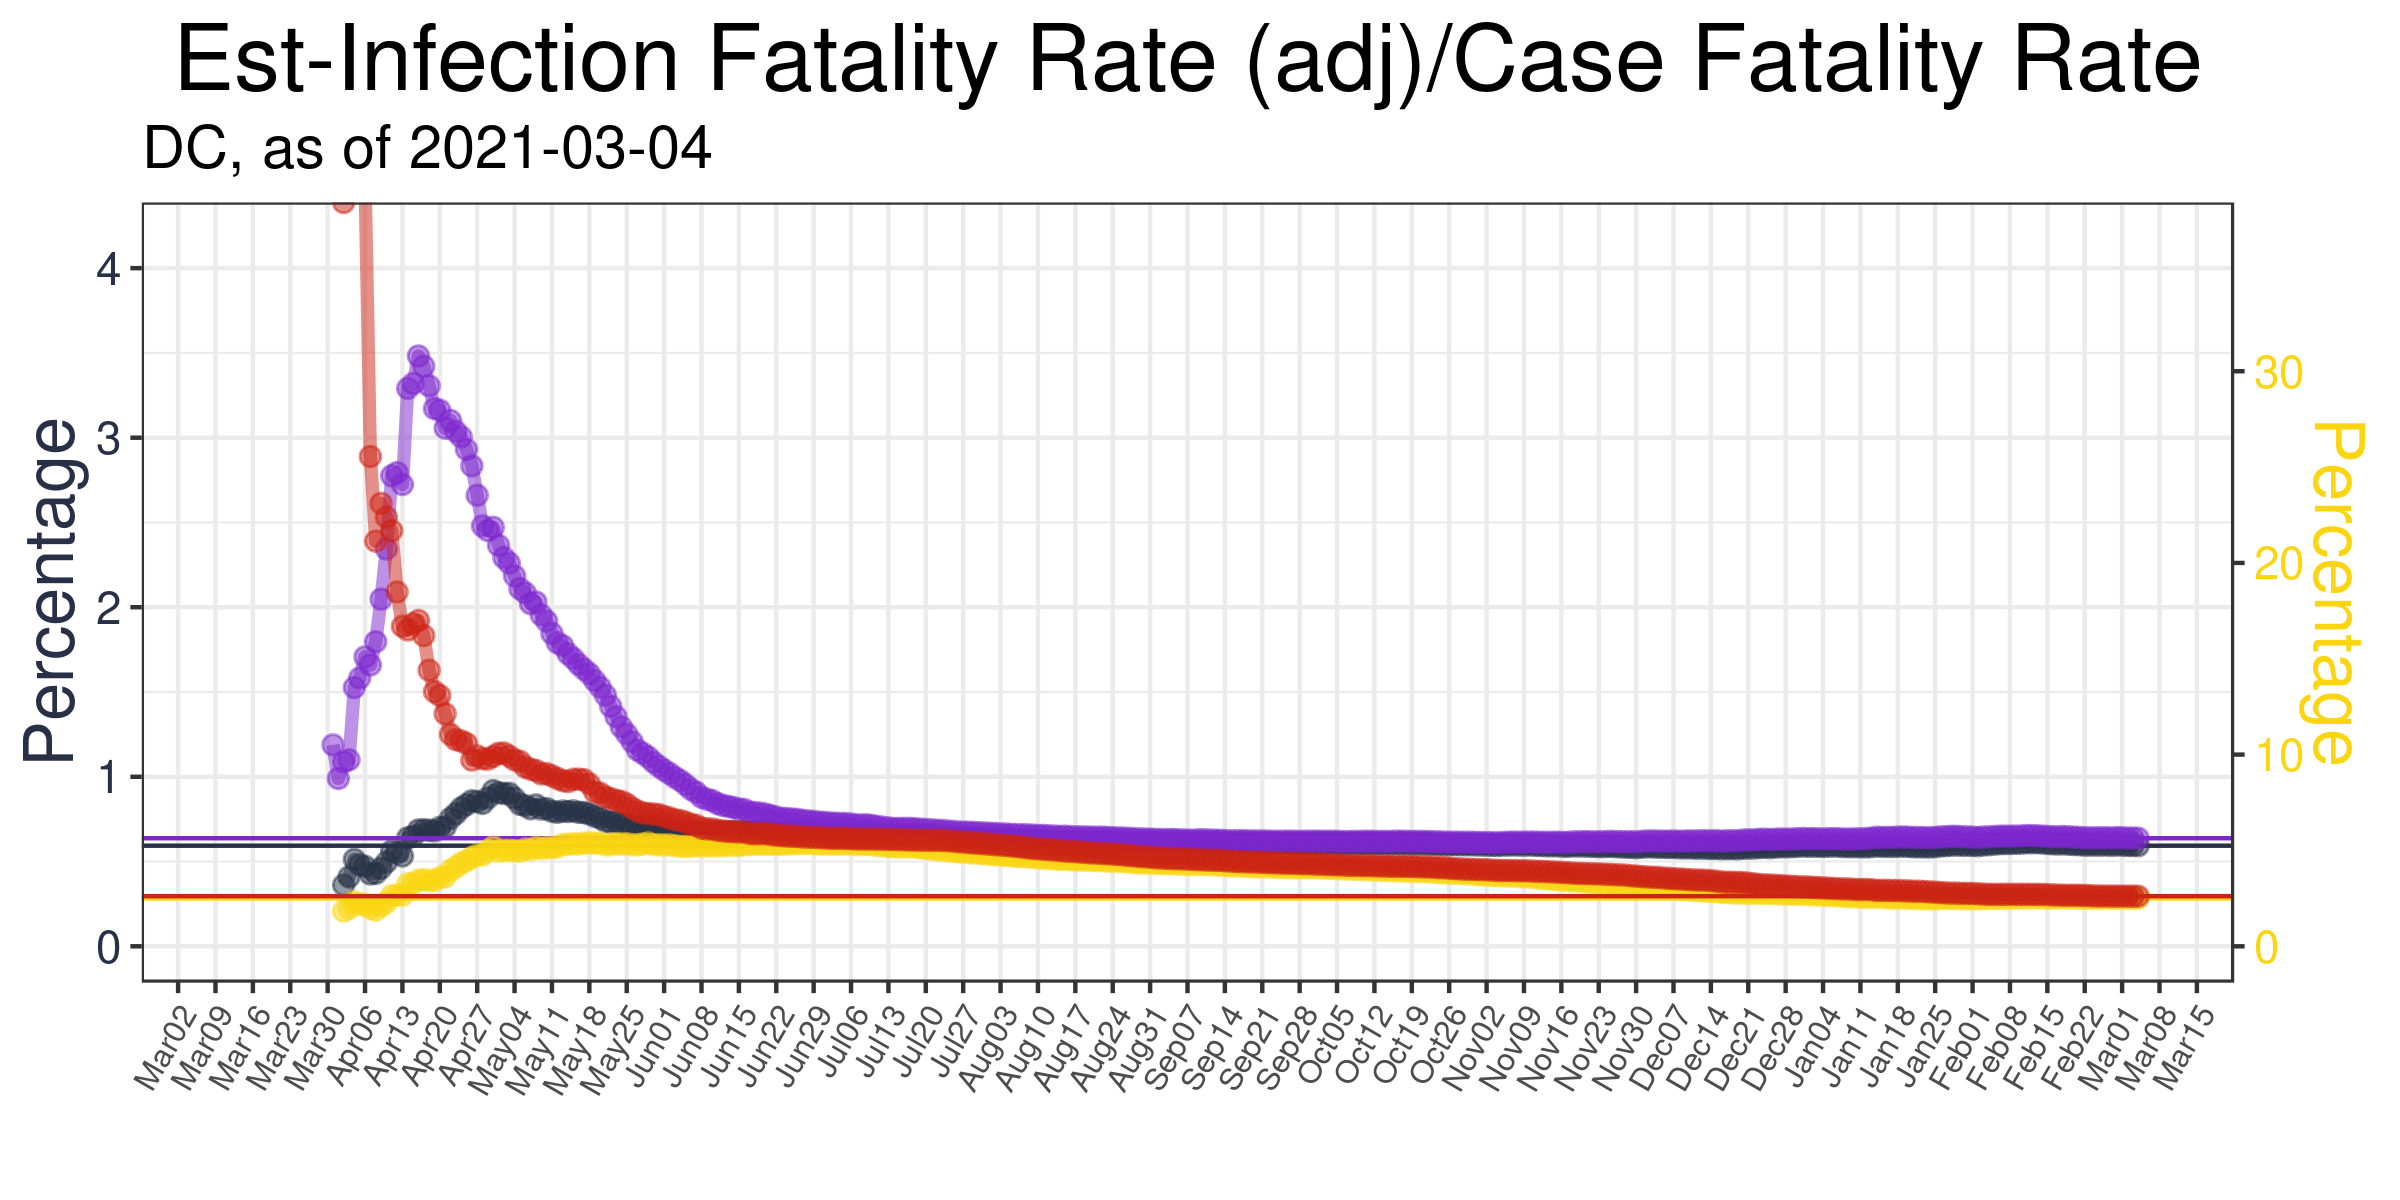 Est-Infection Fatality Rate (adj)/Case Fatality Rate
DC, as of 2021-03-04
Percentage
4
3
2
1
0
30
20
10
0
Percentage
Mar02
Mar09
Mar16
Mar23
Mar30
Apr06
Apr13
Apr20
Apr27
May04
May11
May18
May25
Jun01
Jun08
Jun15
Jun22
Jun29
Jul06
Jul13
Jul20
Jul27
Aug03
Aug10
Aug17
Aug24
Aug31
Sep07
Sep14
Sep21
Sep28
Oct05
Oct12
Oct19
Oct26
Nov02
Nov09
Nov16
Nov23
Nov30
Dec07
Dec14
Dec21
Dec28
Jan04
Jan11
Jan18
Jan25
Feb01
Feb08
Feb15
Feb22
Mar01
Mar08
Mar15